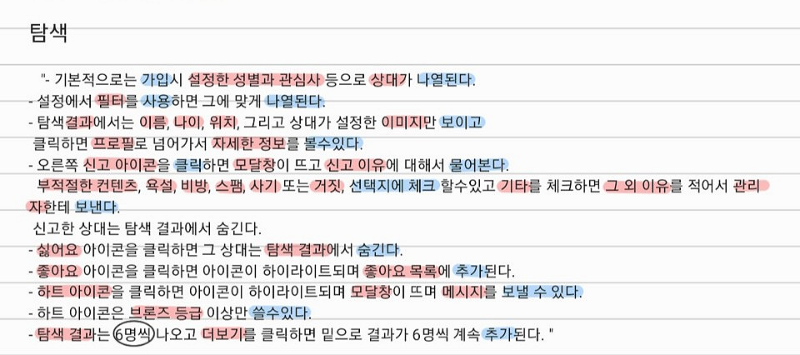 탐색
"- 기본적으로는 가입시 설정한 성별과 관심사 등으로 상대가 나열된다.
- 설정에서 필터를 사용하면 그에 맞게 나열된다.
- 탐색결과에서는 이름, 나이, 위치, 그리고 상대가 설정한 이미지만 보이고
클릭하면 프로필로 넘어가서 자세한 정보를 볼수있다.
- 오른쪽 신고 아이콘을 클릭하면 모달창이 뜨고 신고 이유에 대해서 물어본다.
부적절한 컨텐츠, 욕설, 비방, 스팸, 사기 또는 거짓, 선택지에 체크 할수있고 기타를 체크하면 그 외 이유를 적어서 관리
자한테 보낸다.
신고한 상대는 탐색 결과에서 숨긴다.
- 싫어요 아이콘을 클릭하면 그 상대는 탐색 결과에서 숨긴다.
- 좋아요 아이콘을 클릭하면 아이콘이 하이라이트되며 좋아요 목록에 추가된다.
- 하트 아이콘을 클릭하면 아이콘이 하이라이트되며 모달창이 뜨며 메시지를 보낼 수 있다.
- 하트 아이콘은 브론즈 등급 이상만 쓸수있다.
- 탐색 결과는 6명씩 나오고 더보기를 클릭하면 밑으로 결과가 6명씩 계속 추가된다. "